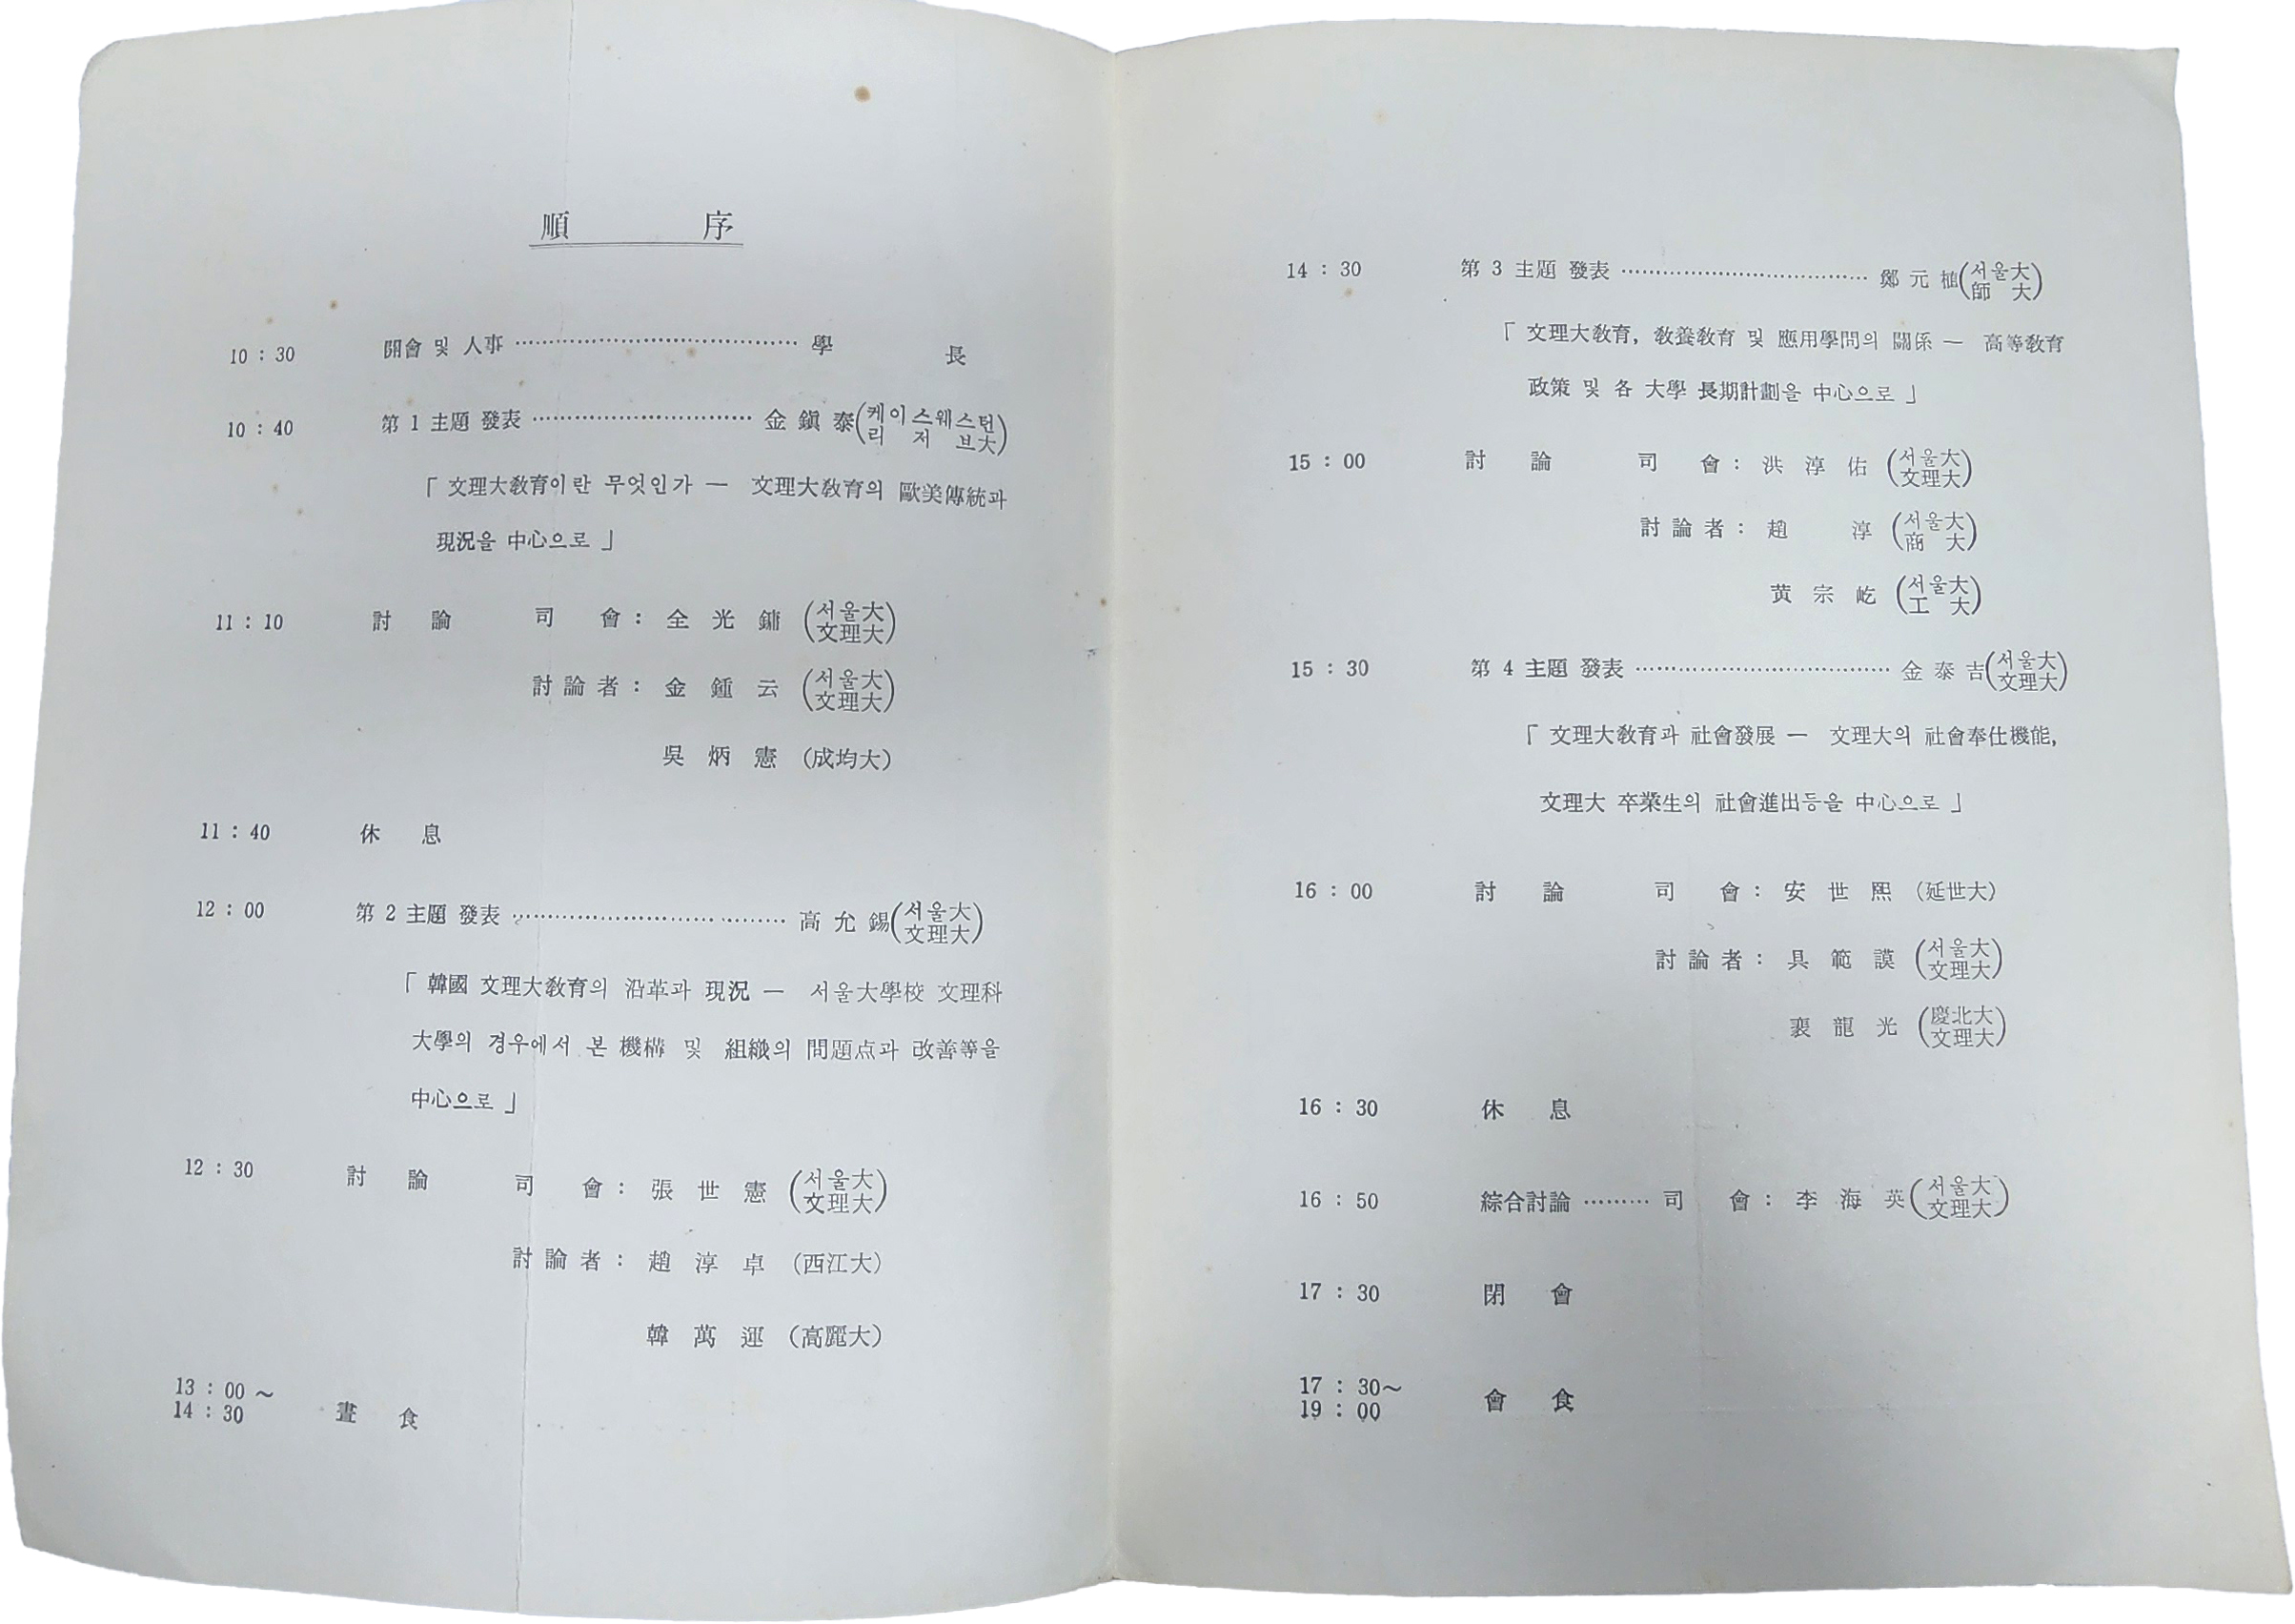 順 序
10 : 30 開會 및 人事 ………………………………… 學 長
10 : 40 第 1 主題 發表 ………………………… 金 鎭 泰(케이스웨스턴 리 저 브大)
「 文理大敎育이란 무엇인가 ― 文理大敎育의 歐美傳統과
現況을 中心으로 」
11 : 10 討 論 司 會 : 全 光 鏞 (서울大 文理大)
討 論 者 : 金 鍾 云 (서울大 文理大)
吳 炳 憲 (成均大)
11 : 40 休 息
12 : 00 第 2 主題 發表 ………………………………… 高 允 錫(서울大 文理大)
「 韓國 文理大敎育의 沿革과 現況 ― 서울大學校 文理科
大學의 경우에서 본 機構 및 組織의 問題点과 改善等을
中心으로 」
12 : 30 討 論 司 會 : 張 世 憲 (서울大 文理大)
討 論 者 : 趙 淳 卓 (西江大)
韓 萬 運 (高麗大)
13 : 00 ~ 14 : 30 晝 食
14 : 30 第 3 主題 發表 ……………………………… 鄭 元 植(서울大 師 大)
「 文理大敎育, 敎養敎育 및 應用學問의 關係 ― 高等敎育
政策 및 各 大學 長期計劃을 中心으로 」
15 : 00 討 論 司 會 : 洪 淳 佑 (서울大 文理大)
討 論 者 : 趙 淳 (서울大 商 大)
黃 宗 屹 (서울大 工 大)
15 : 30 第 4 主題 發表 ……………………………… 金 泰 吉(서울大 文理大)
「 文理大敎育과 社會發展 ― 文理大의 社會奉仕機能,
文理大 卒業生의 社會進出등을 中心으로 」
16 : 00 討 論 司 會 : 安 世 熙 (延世大)
討 論 者 : 具 範 謨 (서울大 文理大)
裵 龍 光 (慶北大 文理大)
16 : 30 休 息
16 : 50 綜合討論 ……… 司 會 : 李 海 英(서울大 文理大)
17 : 30 閉 會
17 : 30~ 19 : 00 會 食